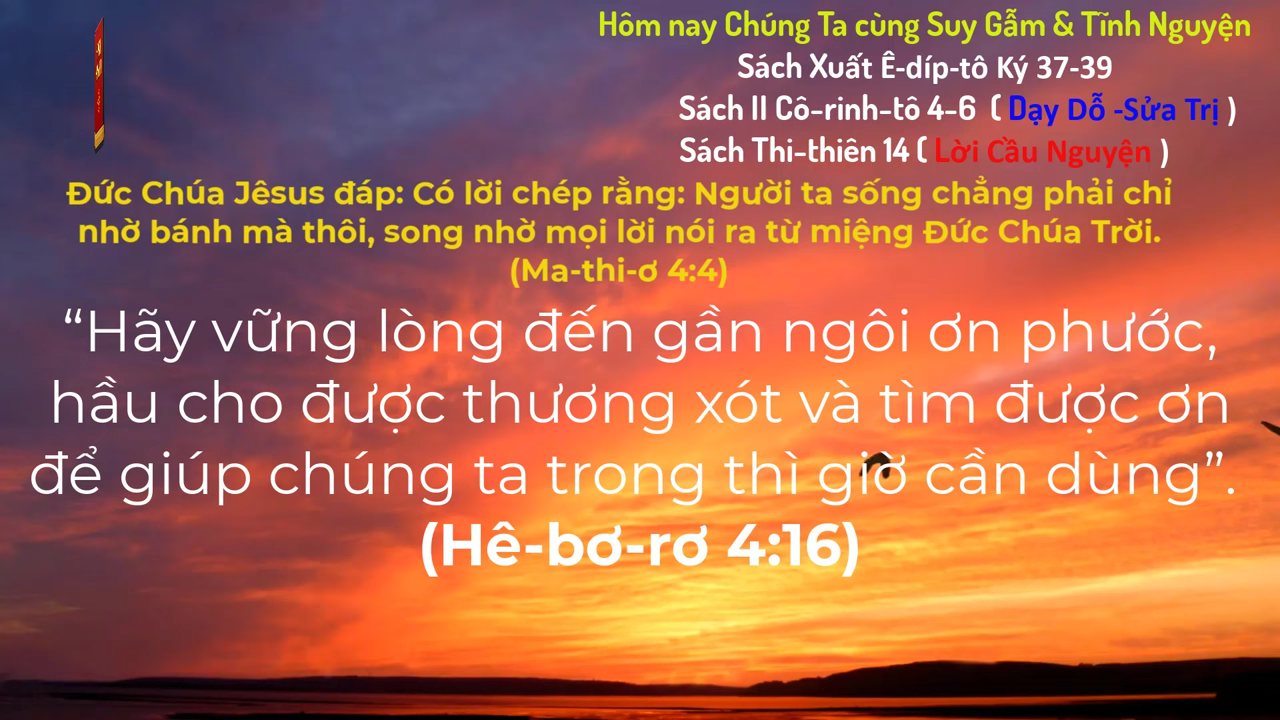 Hôm nay Chúng Ta cùng Suy Gẫm & Tĩnh Nguyện
Sách Xuất Ê-díp-tô Ký 37-39
Sách II Cô-rinh-tô 4-6 ( Dạy Dỗ -Sửa Trị )
Sách Thi-thiên 14 ( Lời Cầu Nguyện )
Đức Chúa Jêsus đáp: Có lời chép rằng: Người ta sống chẳng phải chỉ
nhờ bánh mà thôi, song nhờ mọi lời nói ra từ miệng Đức Chúa Trời.
(Ma-thi-ơ 4:4)
“Hãy vững lòng đến gần ngôi ơn phước,
hầu cho được thương xót và tìm được ơn
để giúp chúng ta trong thì giờ cần dùng”.
(Hê-bơ-rơ 4:16)